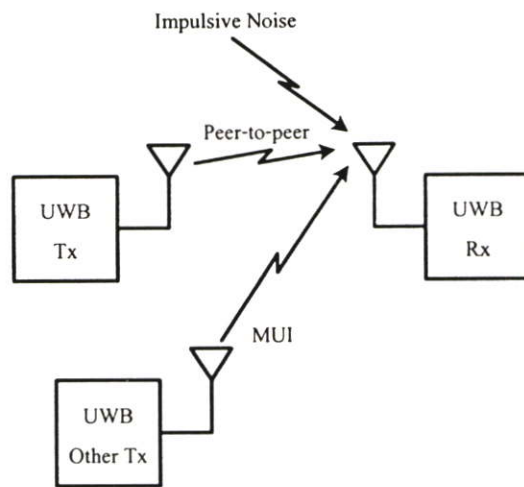 Impulsive Noise
Peer-to-peer
UWB
Tx
UWB
Rx
MUI
UWB
Other Tx